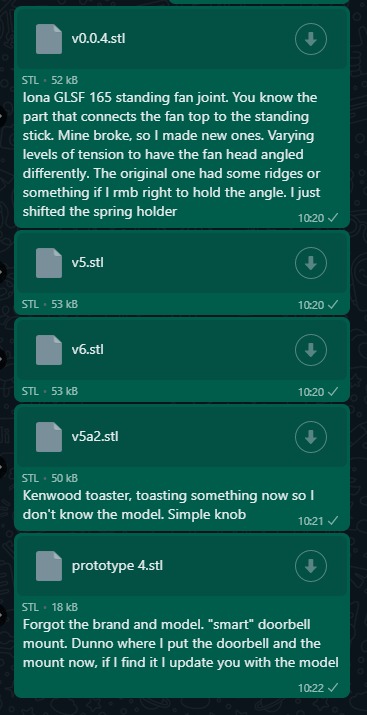 v0.0.4.stl
STL • 52 kB
Iona GLSF 165 standing fan joint. You know the
part that connects the fan top to the standing
stick. Mine broke, so I made new ones. Varying
levels of tension to have the fan head angled
differently. The original one had some ridges or
something if I rmb right to hold the angle. I just
shifted the spring holder
10:20
v5.stl
STL • 53 kB
10:20
v6.stl
STL • 53 kB
10:20
v5a2.stl
STL • 50 kB
Kenwood toaster, toasting something now so I
don't know the model. Simple knob
10:21
prototype 4.stl
STL • 18 kB
Forgot the brand and model. "smart" doorbell
mount. Dunno where I put the doorbell and the
mount now, if I find it I update you with the model
10:22